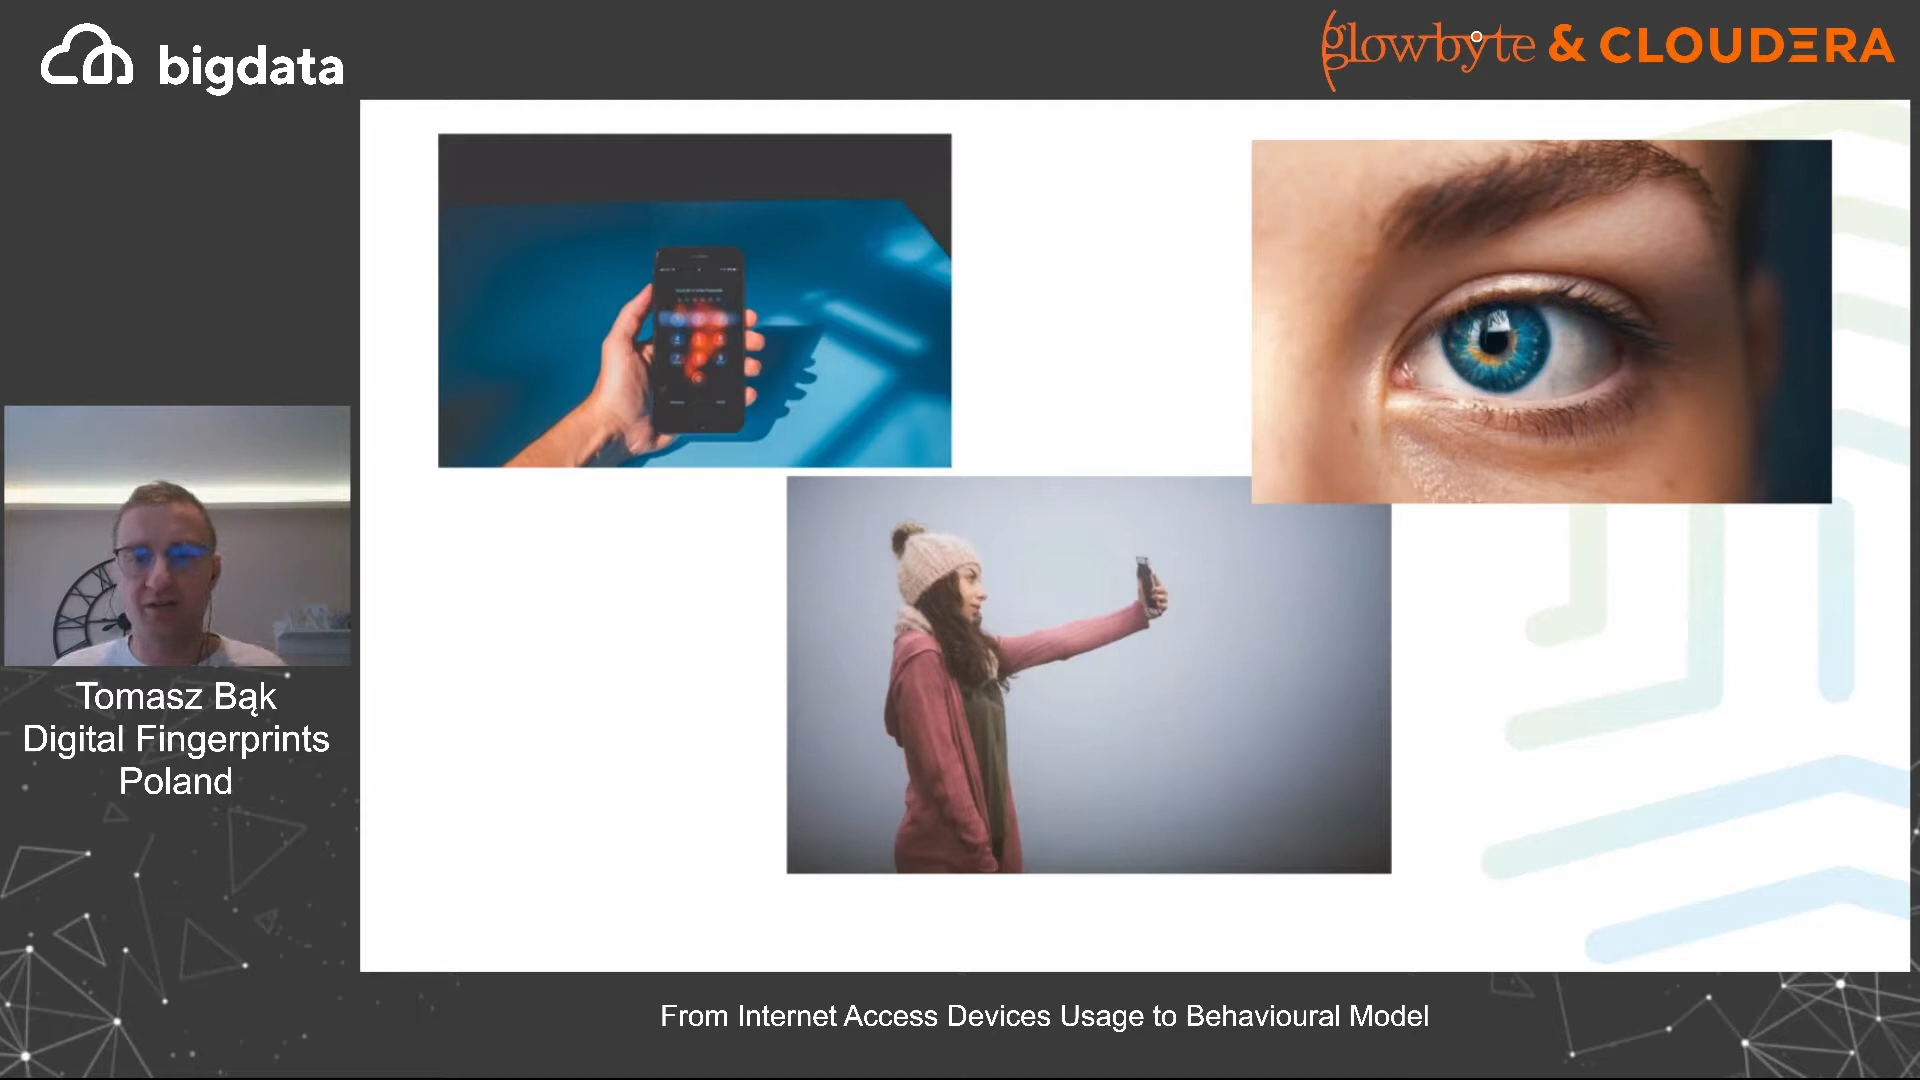 bigdata
glowbyte & CLOUDERA
Tomasz Bąk
Digital Fingerprints
Poland
From Internet Access Devices Usage to Behavioural Model